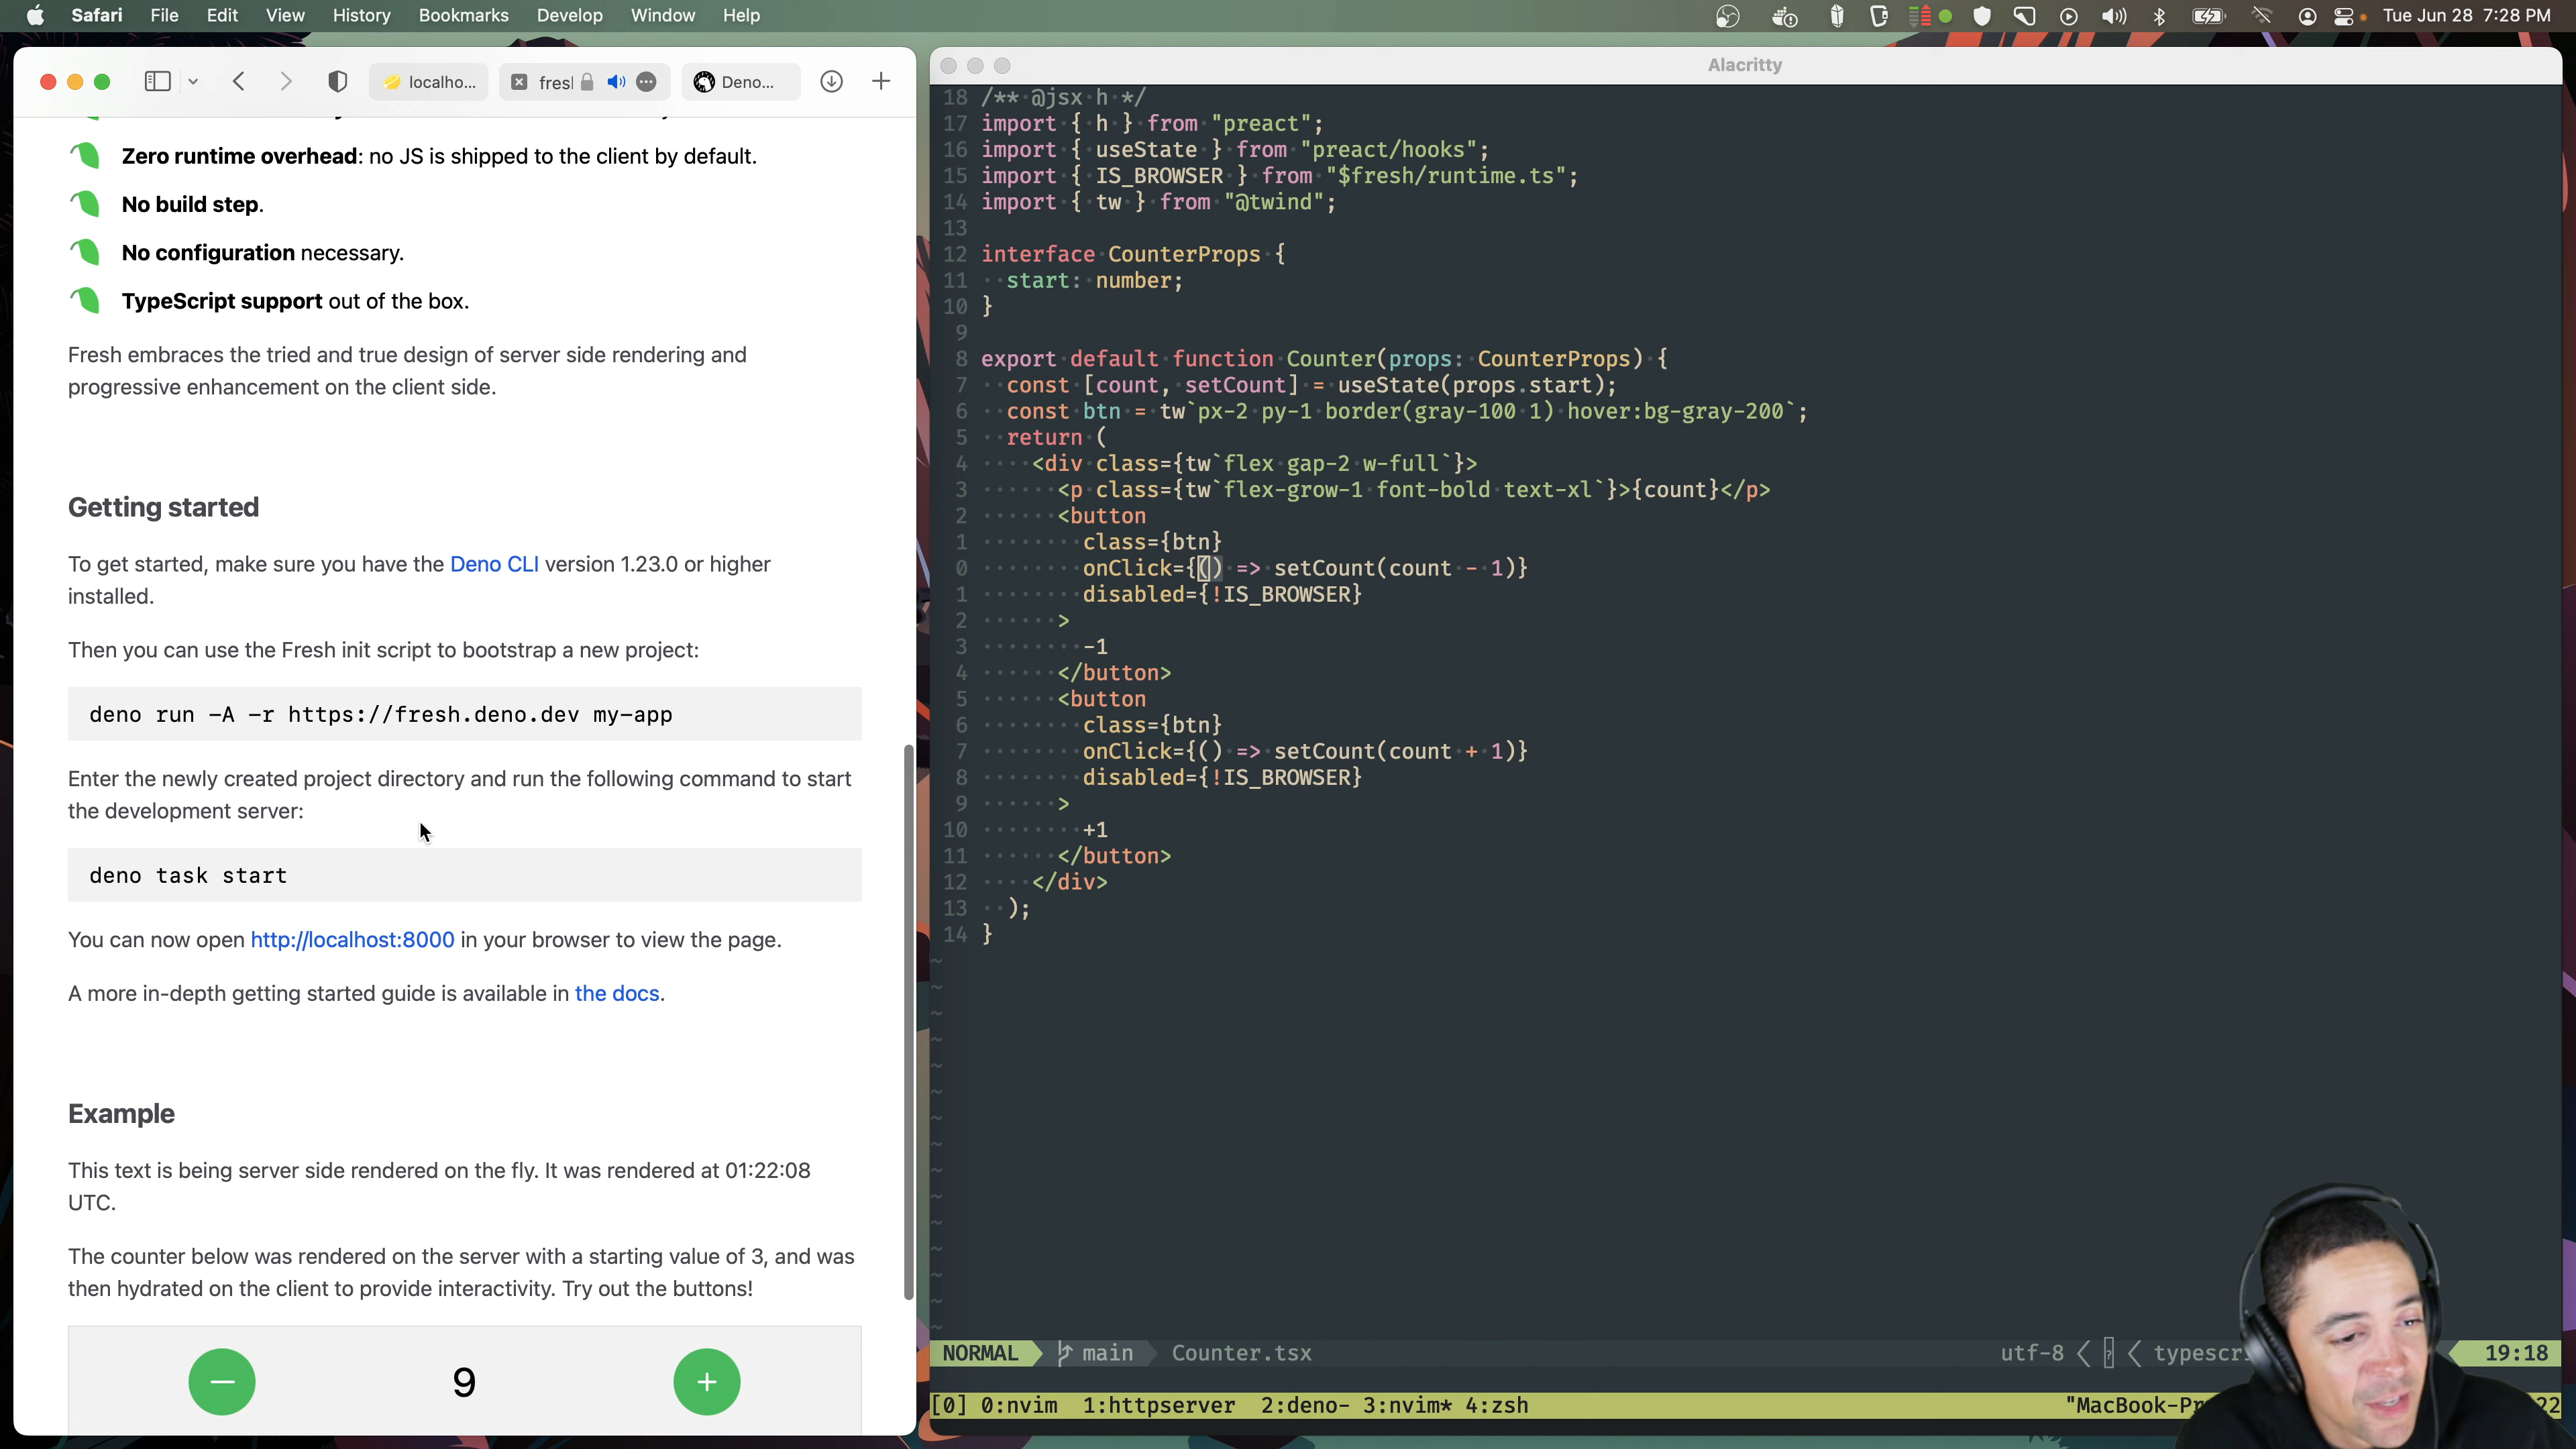 Safari File Edit View History Bookmarks Develop Window Help
Tue Jun 28 7:28 PM
localho...
Deno...
Zero runtime overhead: no JS is shipped to the client by default.
No build step.
No configuration necessary.
TypeScript support out of the box.
Fresh embraces the tried and true design of server side rendering and
progressive enhancement on the client side.
Getting started
To get started, make sure you have the Deno CLI version 1.23.0 or higher
installed.
Then you can use the Fresh init script to bootstrap a new project:
deno run -A -r https://fresh.deno.dev my-app
Enter the newly created project directory and run the following command to start
the development server:
deno task start
You can now open http://localhost:8000 in your browser to view the page.
A more in-depth getting started guide is available in the docs.
Example
This text is being server side rendered on the fly. It was rendered at 01:22:08
UTC.
The counter below was rendered on the server with a starting value of 3, and was
then hydrated on the client to provide interactivity. Try out the buttons!
− 9 +
Alacritty
18 /** @jsx h */
17 import { h } from "preact";
16 import { useState } from "preact/hooks";
15 import { IS_BROWSER } from "$fresh/runtime.ts";
14 import { tw } from "@twind";
13
12 interface CounterProps {
11   start: number;
10 }
9
8 export default function Counter(props: CounterProps) {
7   const [count, setCount] = useState(props.start);
6   const btn = tw`px-2 py-1 border(gray-100 1) hover:bg-gray-200`;
5   return (
4     <div class={tw`flex gap-2 w-full`}>
3       <p class={tw`flex-grow-1 font-bold text-xl`}>{count}</p>
2       <button
1         class={btn}
0         onClick={() => setCount(count - 1)}
1         disabled={!IS_BROWSER}
2       >
3         -1
4       </button>
5       <button
6         class={btn}
7         onClick={() => setCount(count + 1)}
8         disabled={!IS_BROWSER}
9       >
10         +1
11       </button>
12     </div>
13   );
14 }
NORMAL main Counter.tsx utf-8 19:18
[0] 0:nvim 1:httpserver 2:deno- 3:nvim* 4:zsh